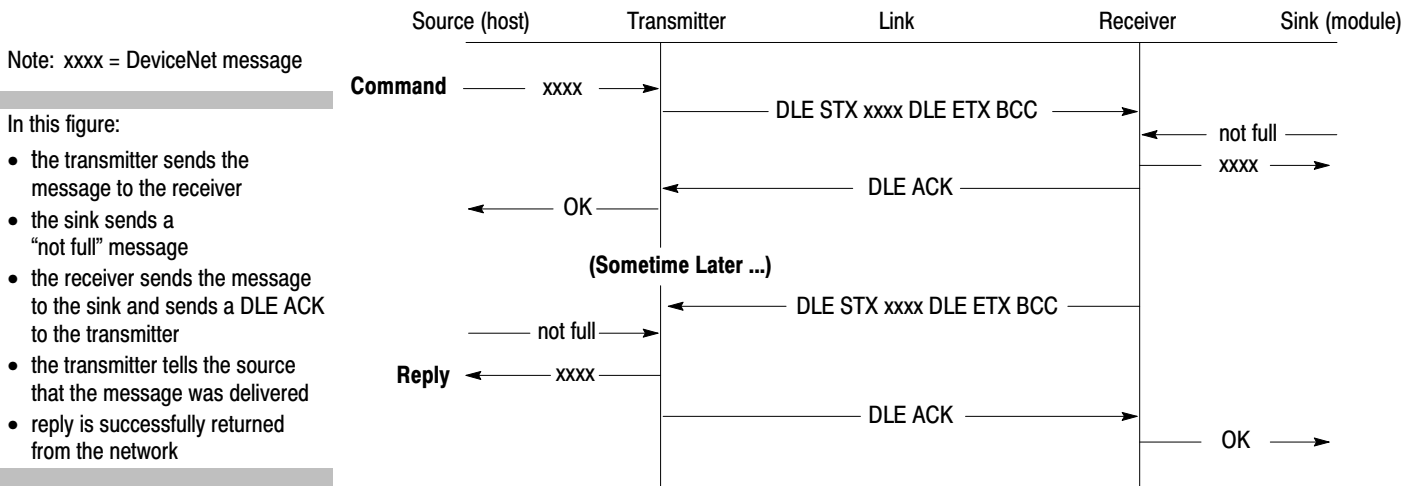 Source (host) Transmitter Link Receiver Sink (module)
Note: xxxx = DeviceNet message
In this figure:
• the transmitter sends the
message to the receiver
• the sink sends a
“not full” message
• the receiver sends the message
to the sink and sends a DLE ACK
to the transmitter
• the transmitter tells the source
that the message was delivered
• reply is successfully returned
from the network
Command xxxx
DLE STX xxxx DLE ETX BCC
not full
xxxx
DLE ACK
OK
(Sometime Later ...)
DLE STX xxxx DLE ETX BCC
not full
Reply xxxx
DLE ACK
OK